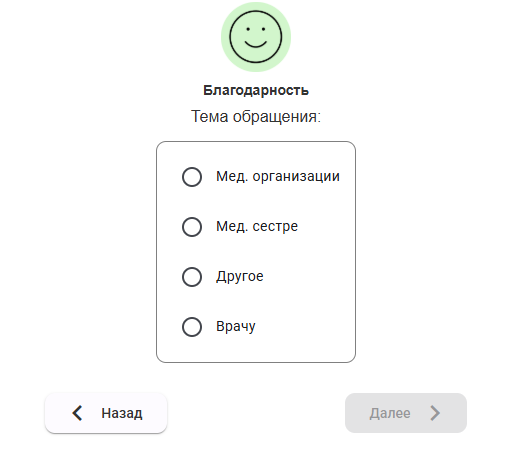 Благодарность
Тема обращения:
Мед. организации
Мед. сестре
Другое
Врачу
Назад
Далее